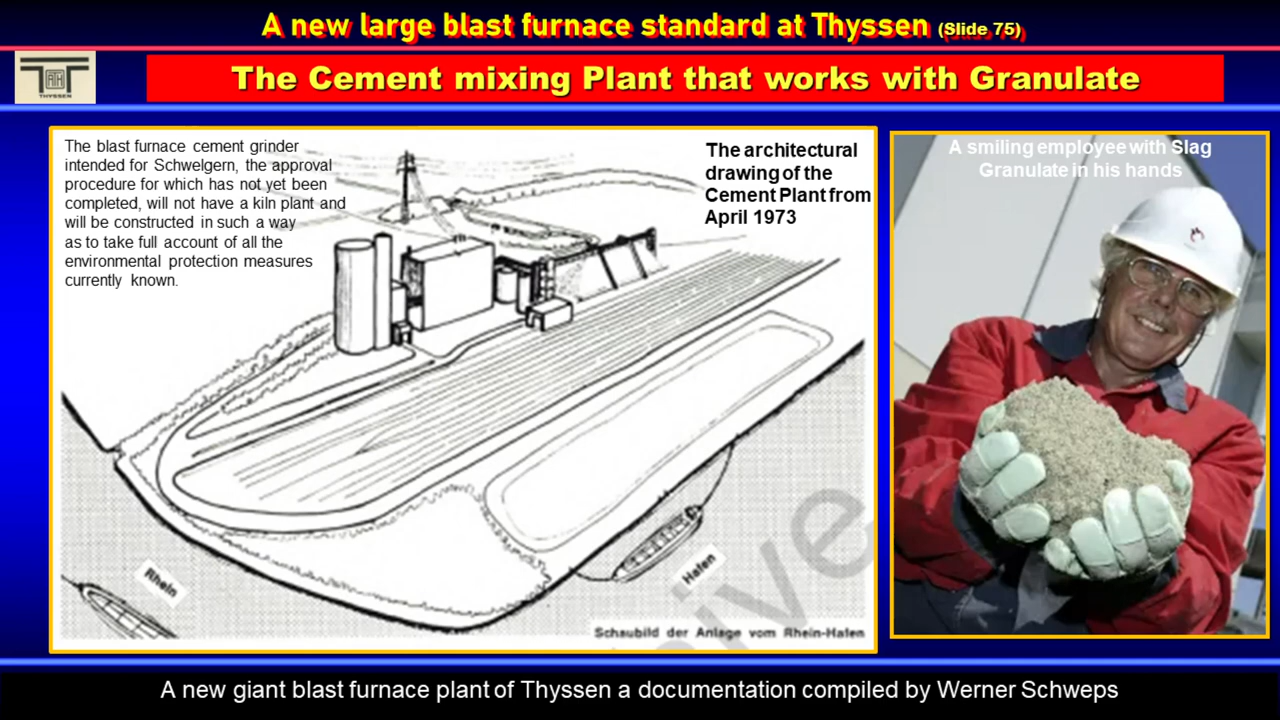 A new large blast furnace standard at Thyssen (Slide 75)
ATH
THYSSEN
The Cement mixing Plant that works with Granulate
The blast furnace cement grinder
intended for Schwelgern, the approval
procedure for which has not yet been
completed, will not have a kiln plant and
will be constructed in such a way
as to take full account of all the
environmental protection measures
currently known.
The architectural
drawing of the
Cement Plant from
April 1973
Rhein
Hafen
Schaubild der Anlage vom Rhein-Hafen
A smiling employee with Slag
Granulate in his hands
A new giant blast furnace plant of Thyssen a documentation compiled by Werner Schweps